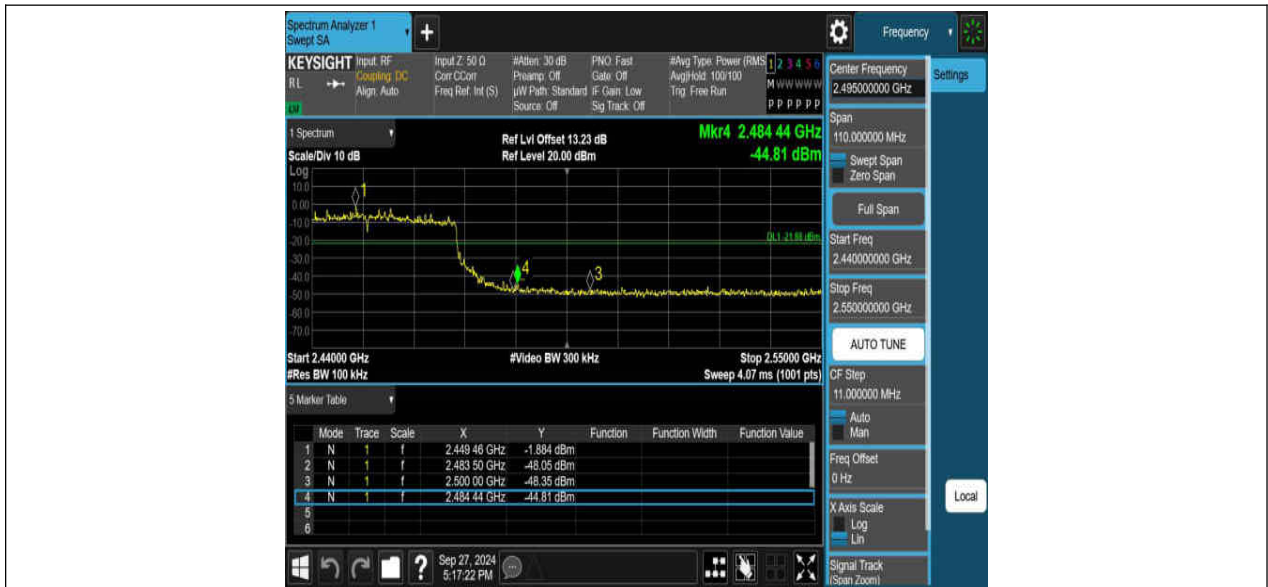 Spectrum Analyzer 1
Swept SA
+
Frequency
KEYSIGHT
RL
Input: RF
Coupling: DC
Align: Auto
Input Z: 50 Ω
Corr CCorr
Freq Ref: Int (S)
#Atten: 30 dB
Preamp: Off
µW Path: Standard
Source: Off
PNO: Fast
Gate: Off
IF Gain: Low
Sig Track: Off
#Avg Type: Power (RMS
Avg|Hold: 100/100
Trig: Free Run
1 2 3 4 5 6
M W W W W W
P P P P P P
1 Spectrum
Scale/Div 10 dB
Ref Lvl Offset 13.23 dB
Ref Level 20.00 dBm
Mkr4 2.484 44 GHz
-44.81 dBm
Log
10.0
0.00
-10.0
-20.0
-30.0
-40.0
-50.0
-60.0
-70.0
1
4
3
DL1 -21.88 dBm
Start 2.44000 GHz
#Video BW 300 kHz
Stop 2.55000 GHz
#Res BW 100 kHz
Sweep 4.07 ms (1001 pts)
5 Marker Table
Mode Trace Scale X Y Function Function Width Function Value
1 N 1 f 2.449 46 GHz -1.884 dBm
2 N 1 f 2.483 50 GHz -48.05 dBm
3 N 1 f 2.500 00 GHz -48.35 dBm
4 N 1 f 2.484 44 GHz -44.81 dBm
5
6
?
Sep 27, 2024
5:17:22 PM
Center Frequency
2.495000000 GHz
Settings
Span
110.000000 MHz
Swept Span
Zero Span
Full Span
Start Freq
2.440000000 GHz
Stop Freq
2.550000000 GHz
AUTO TUNE
CF Step
11.000000 MHz
Auto
Man
Freq Offset
0 Hz
X Axis Scale
Log
Lin
Local
Signal Track
(Span Zoom)